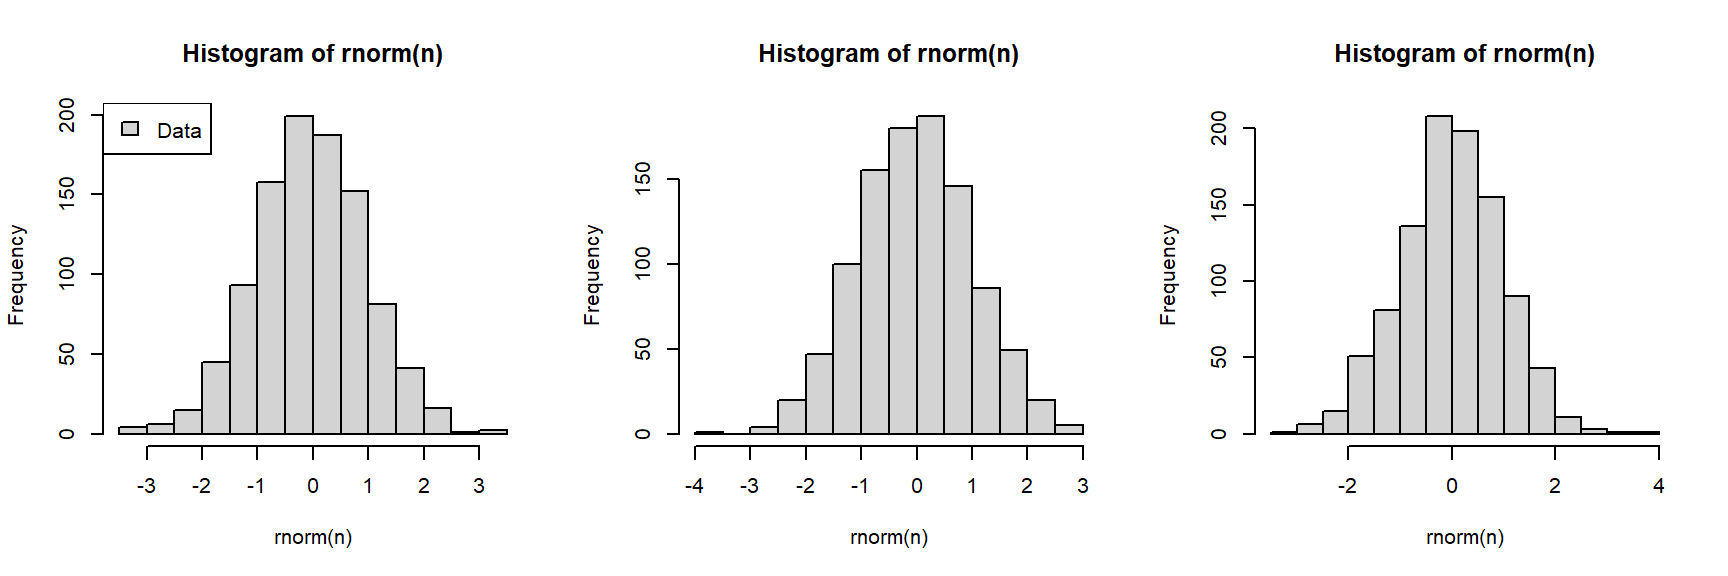 Histogram of rnorm(n)
Data
Frequency
0 50 100 150 200
-3 -2 -1 0 1 2 3
rnorm(n)
Histogram of rnorm(n)
Frequency
0 50 100 150
-4 -3 -2 -1 0 1 2 3
rnorm(n)
Histogram of rnorm(n)
Frequency
0 50 100 150 200
-2 0 2 4
rnorm(n)